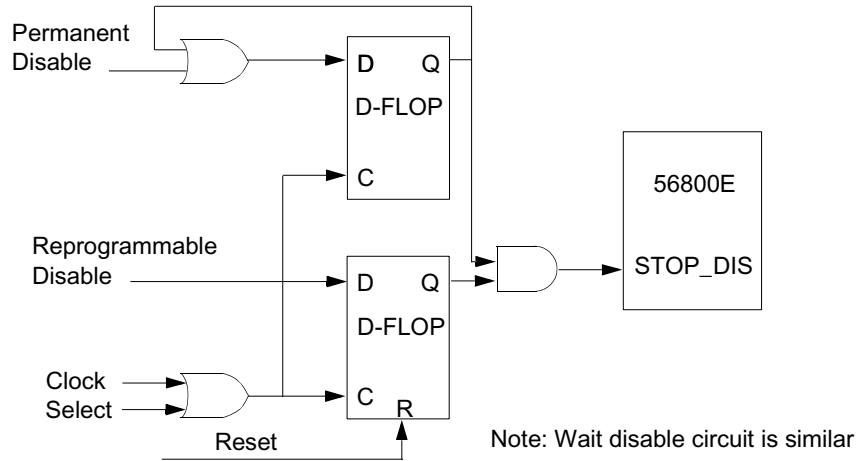 Permanent
Disable
D Q
D-FLOP
C
56800E
STOP_DIS
Reprogrammable
Disable
D Q
D-FLOP
C
R
Clock
Select
Reset
Note: Wait disable circuit is similar